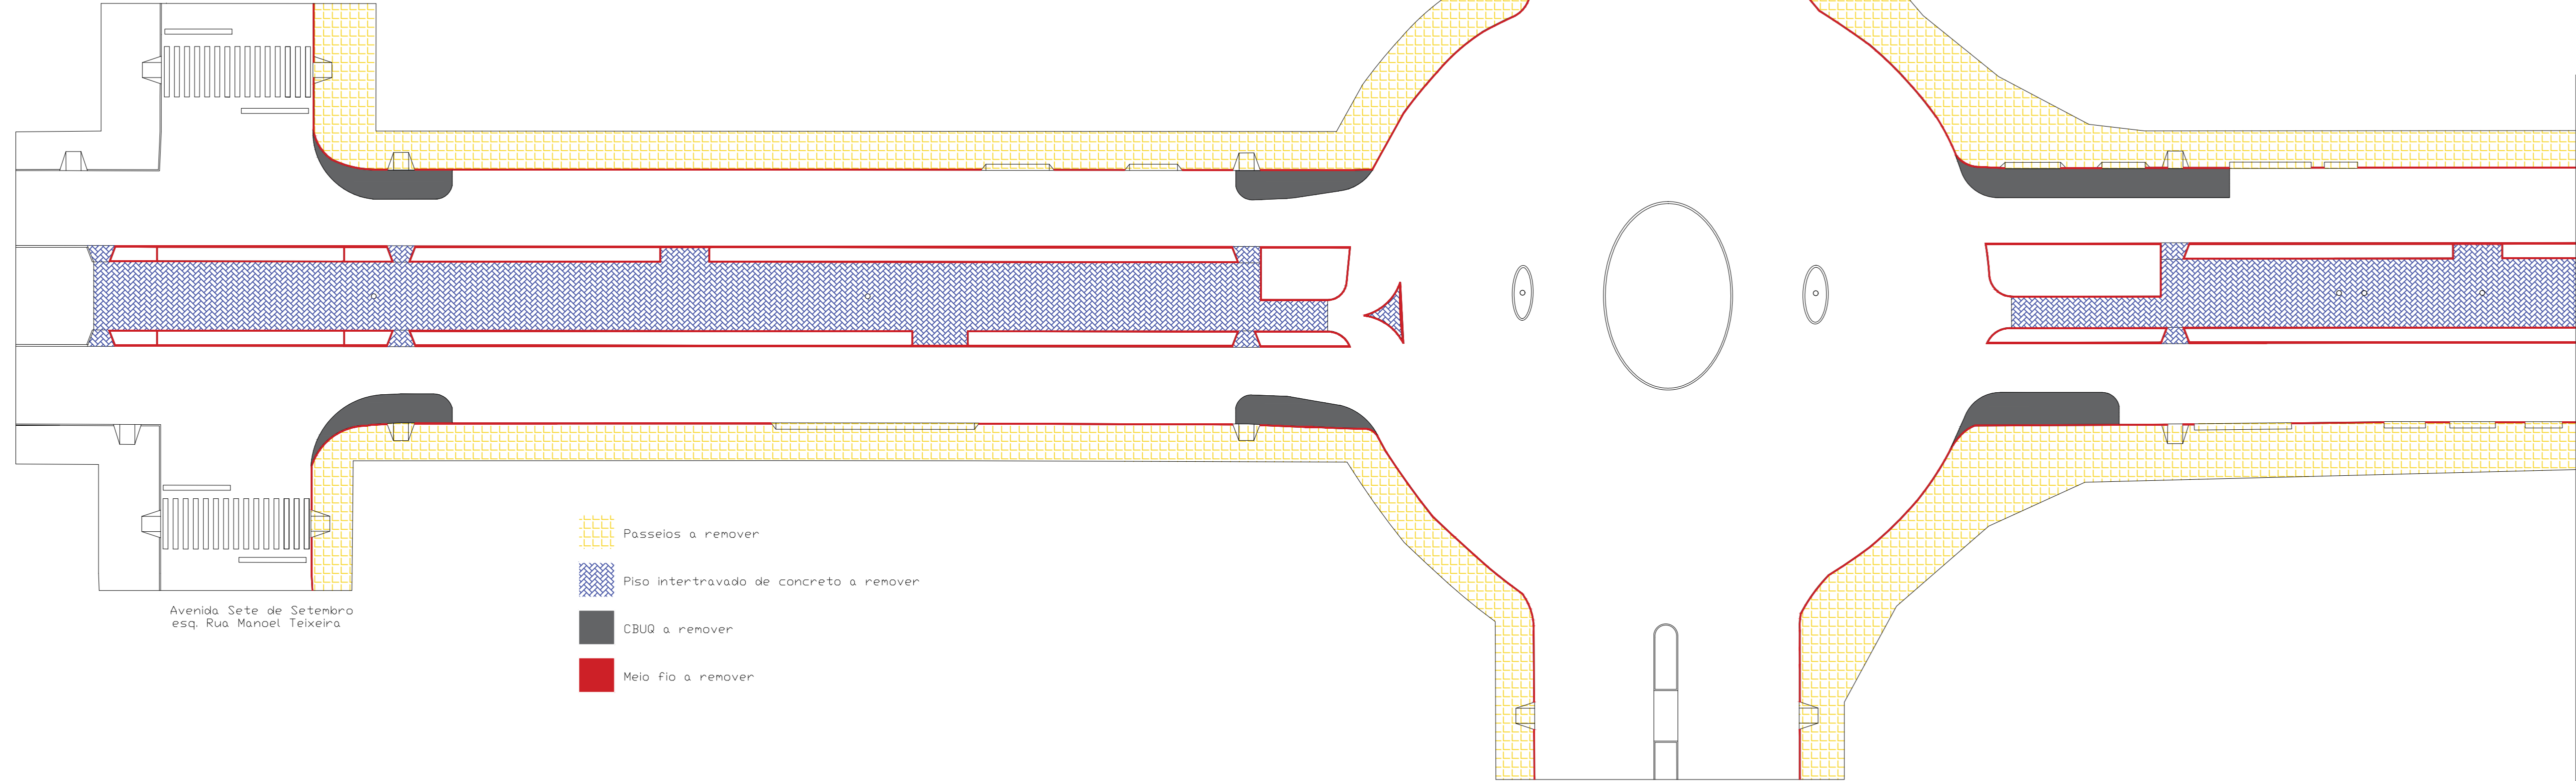 Passeios a remover
Piso intertravado de concreto a remover
Avenida Sete de Setembro
esq. Rua Manoel Teixeira
CBUQ a remover
Meio fio a remover